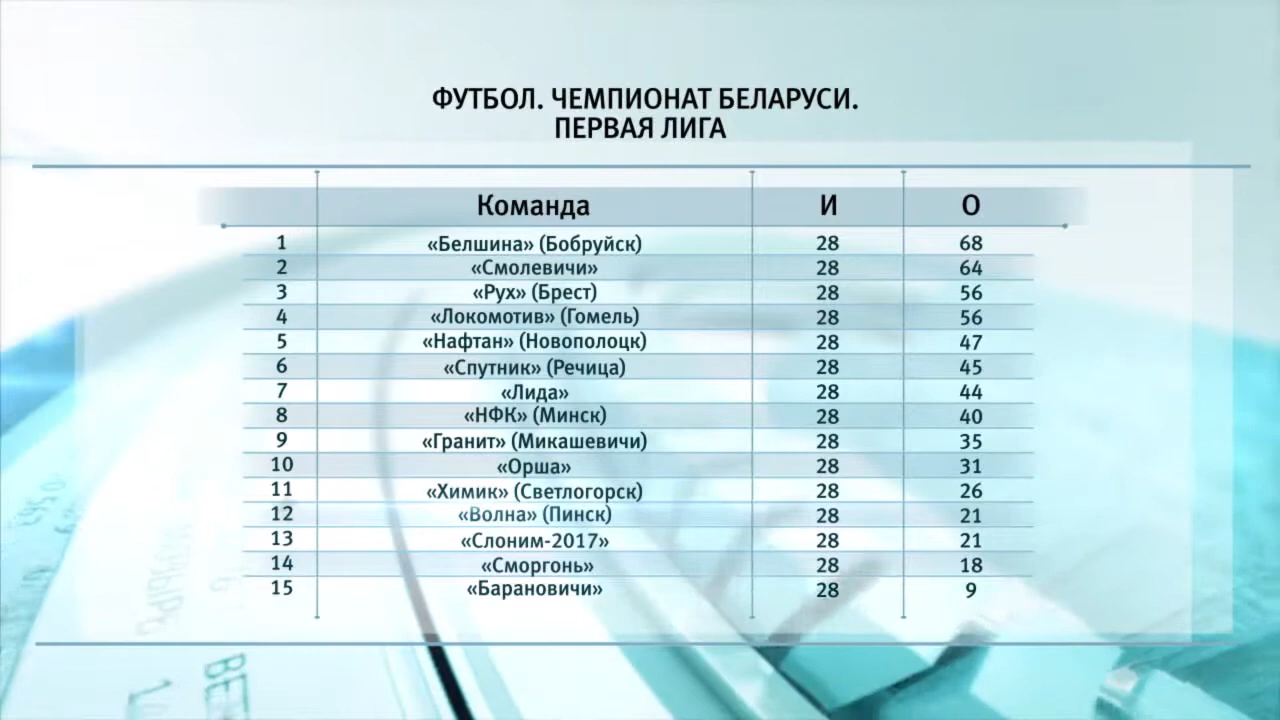 ФУТБОЛ. ЧЕМПИОНАТ БЕЛАРУСИ.
ПЕРВАЯ ЛИГА
Команда И О
1 «Белшина» (Бобруйск) 28 68
2 «Смолевичи» 28 64
3 «Рух» (Брест) 28 56
4 «Локомотив» (Гомель) 28 56
5 «Нафтан» (Новополоцк) 28 47
6 «Спутник» (Речица) 28 45
7 «Лида» 28 44
8 «НФК» (Минск) 28 40
9 «Гранит» (Микашевичи) 28 35
10 «Орша» 28 31
11 «Химик» (Светлогорск) 28 26
12 «Волна» (Пинск) 28 21
13 «Слоним-2017» 28 21
14 «Сморгонь» 28 18
15 «Барановичи» 28 9